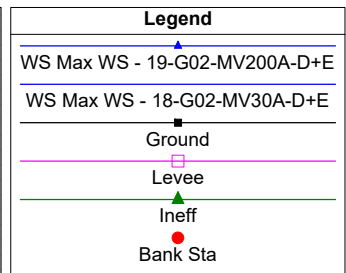 Legend
WS Max WS - 19-G02-MV200A-D+E
WS Max WS - 18-G02-MV30A-D+E
Ground
Levee
Ineff
Bank Sta